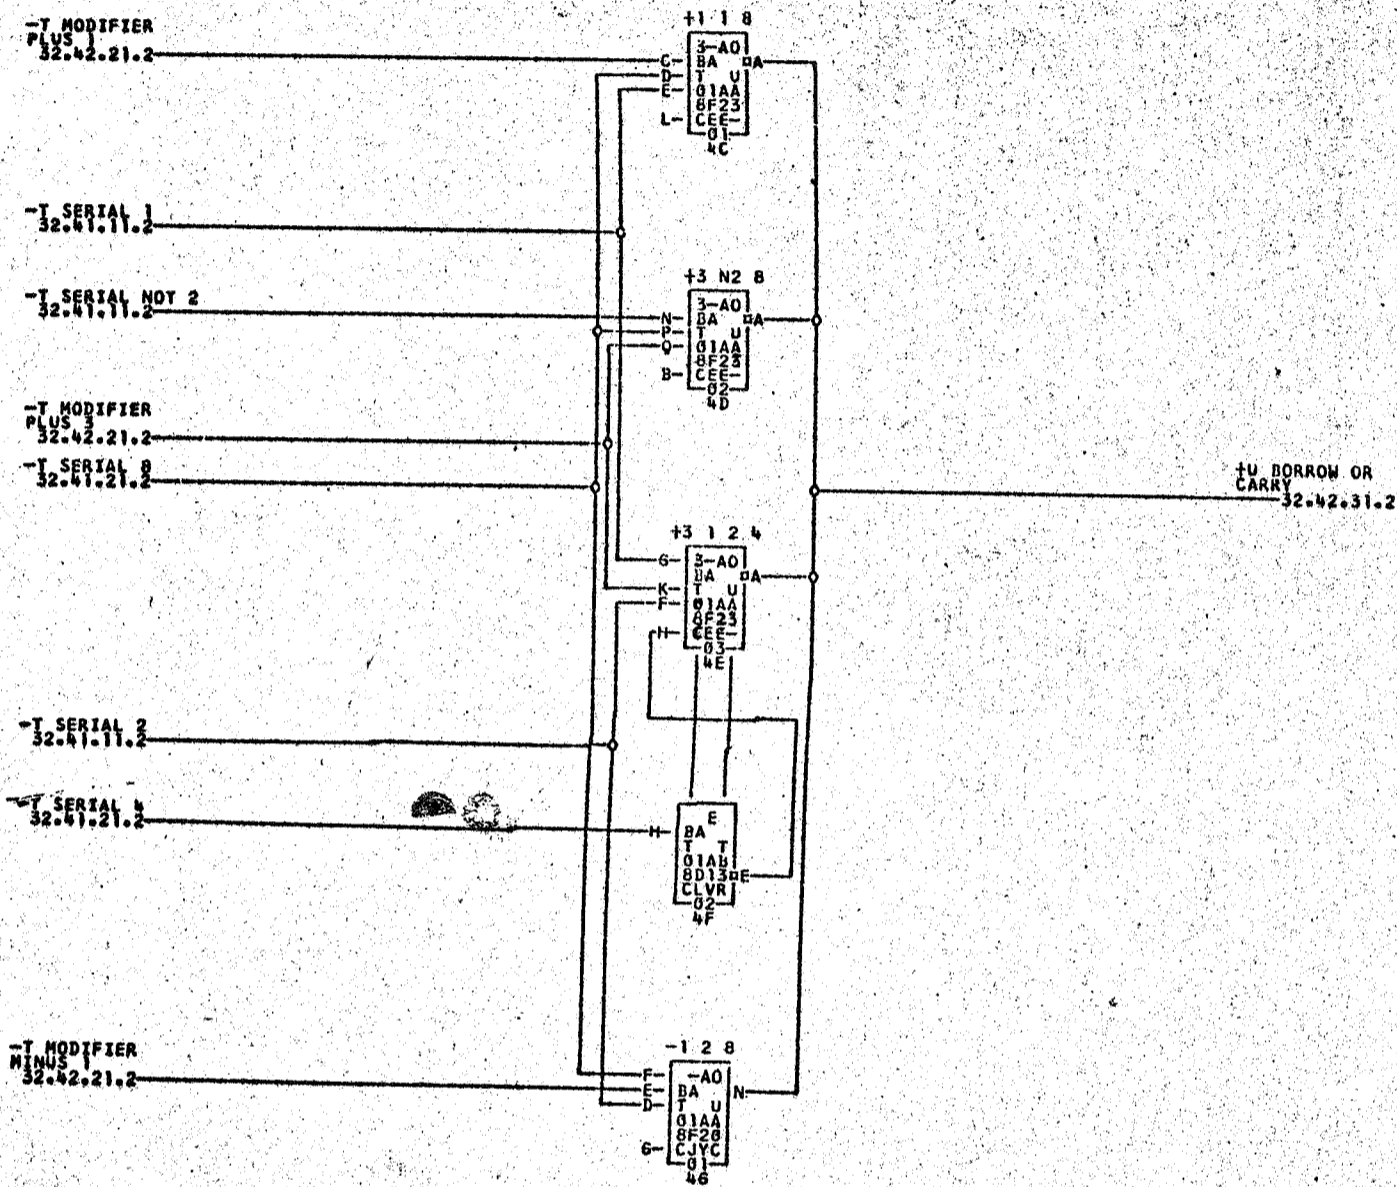 -T MODIFIER
PLUS 1
32.42.21.2
+1 1 8
3-AO
C- BA ¤A
D- T U
E- 01AA
8F23
L- CEE-
01
4C
-T SERIAL 1
32.41.11.2
-T SERIAL NOT 2
32.41.11.2
+3 N2 8
3-AO
N- BA ¤A
P- T U
Q- 01AA
8F23
B- CEE-
02
4D
-T MODIFIER
PLUS 3
32.42.21.2
-T SERIAL 8
32.41.21.2
+U BORROW OR
CARRY
32.42.31.2
+3 1 2 4
G- 3-AO
BA ¤A
K- T U
F- 01AA
8F23
H- CEE-
03
4E
-T SERIAL 2
32.41.11.2
-T SERIAL 4
32.41.21.2
E
H- BA
T T
01AB
8D13 ¤E
CLVR
02
4F
-T MODIFIER
MINUS 1
32.42.21.2
-1 2 8
F- -AO
E- BA N
D- T U
01AA
8F20
G- CJYC
01
4G